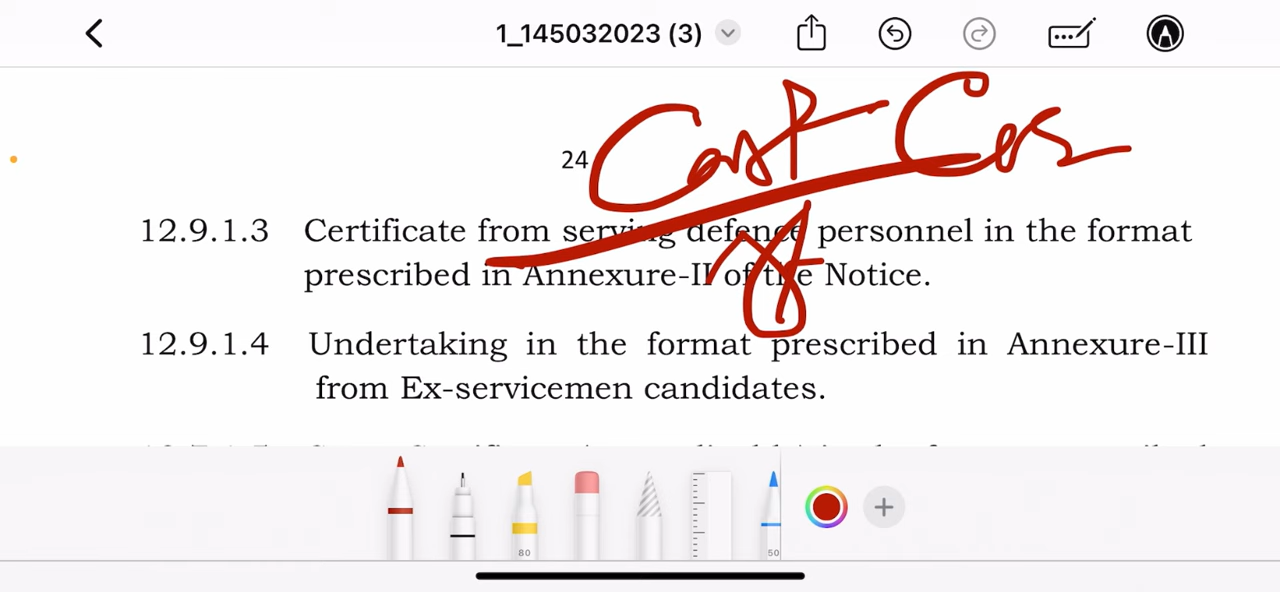 1_145032023 (3)
24
12.9.1.3 Certificate from serving defence personnel in the format
prescribed in Annexure-II of the Notice.
12.9.1.4 Undertaking in the format prescribed in Annexure-III
from Ex-servicemen candidates.
80
50